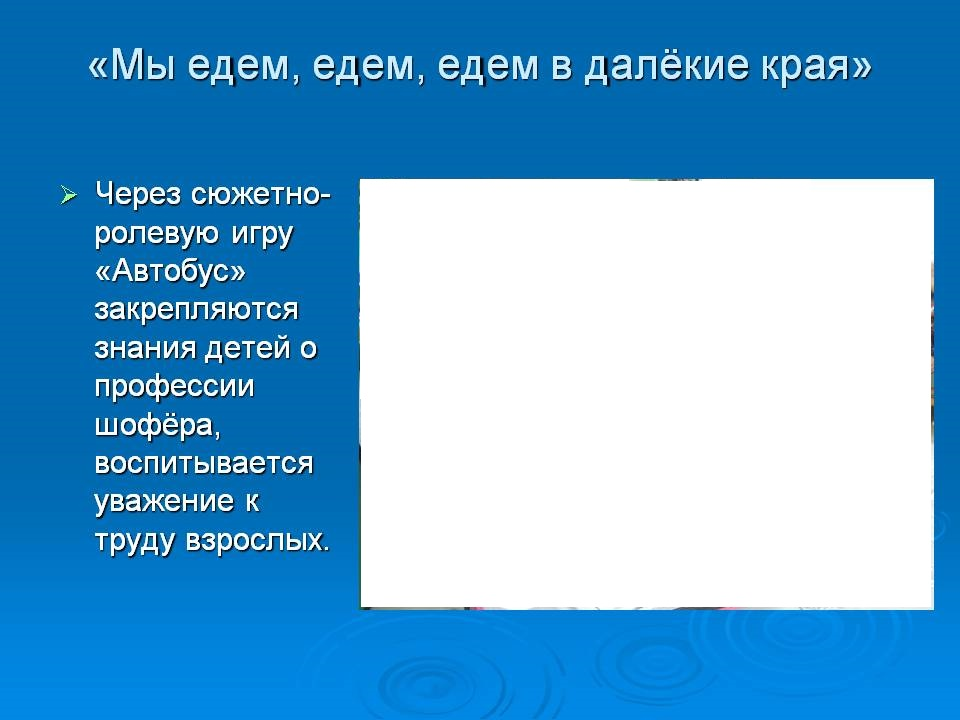 «Мы едем, едем, едем в далёкие края»
Через сюжетно-
ролевую игру
«Автобус»
закрепляются
знания детей о
профессии
шофёра,
воспитывается
уважение к
труду взрослых.